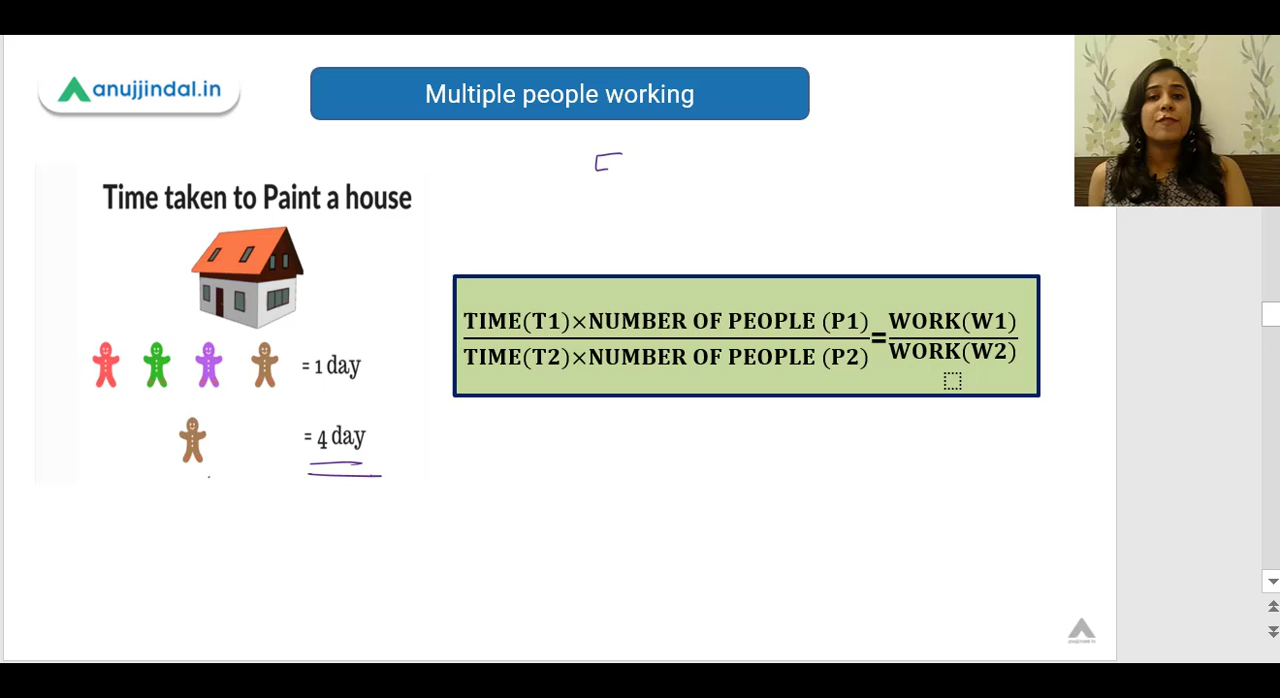 anujjindal.in
Multiple people working
Time taken to Paint a house
= 1 day
= 4 day
TIME(T1)×NUMBER OF PEOPLE (P1)
TIME(T2)×NUMBER OF PEOPLE (P2)
=
WORK(W1)
WORK(W2)